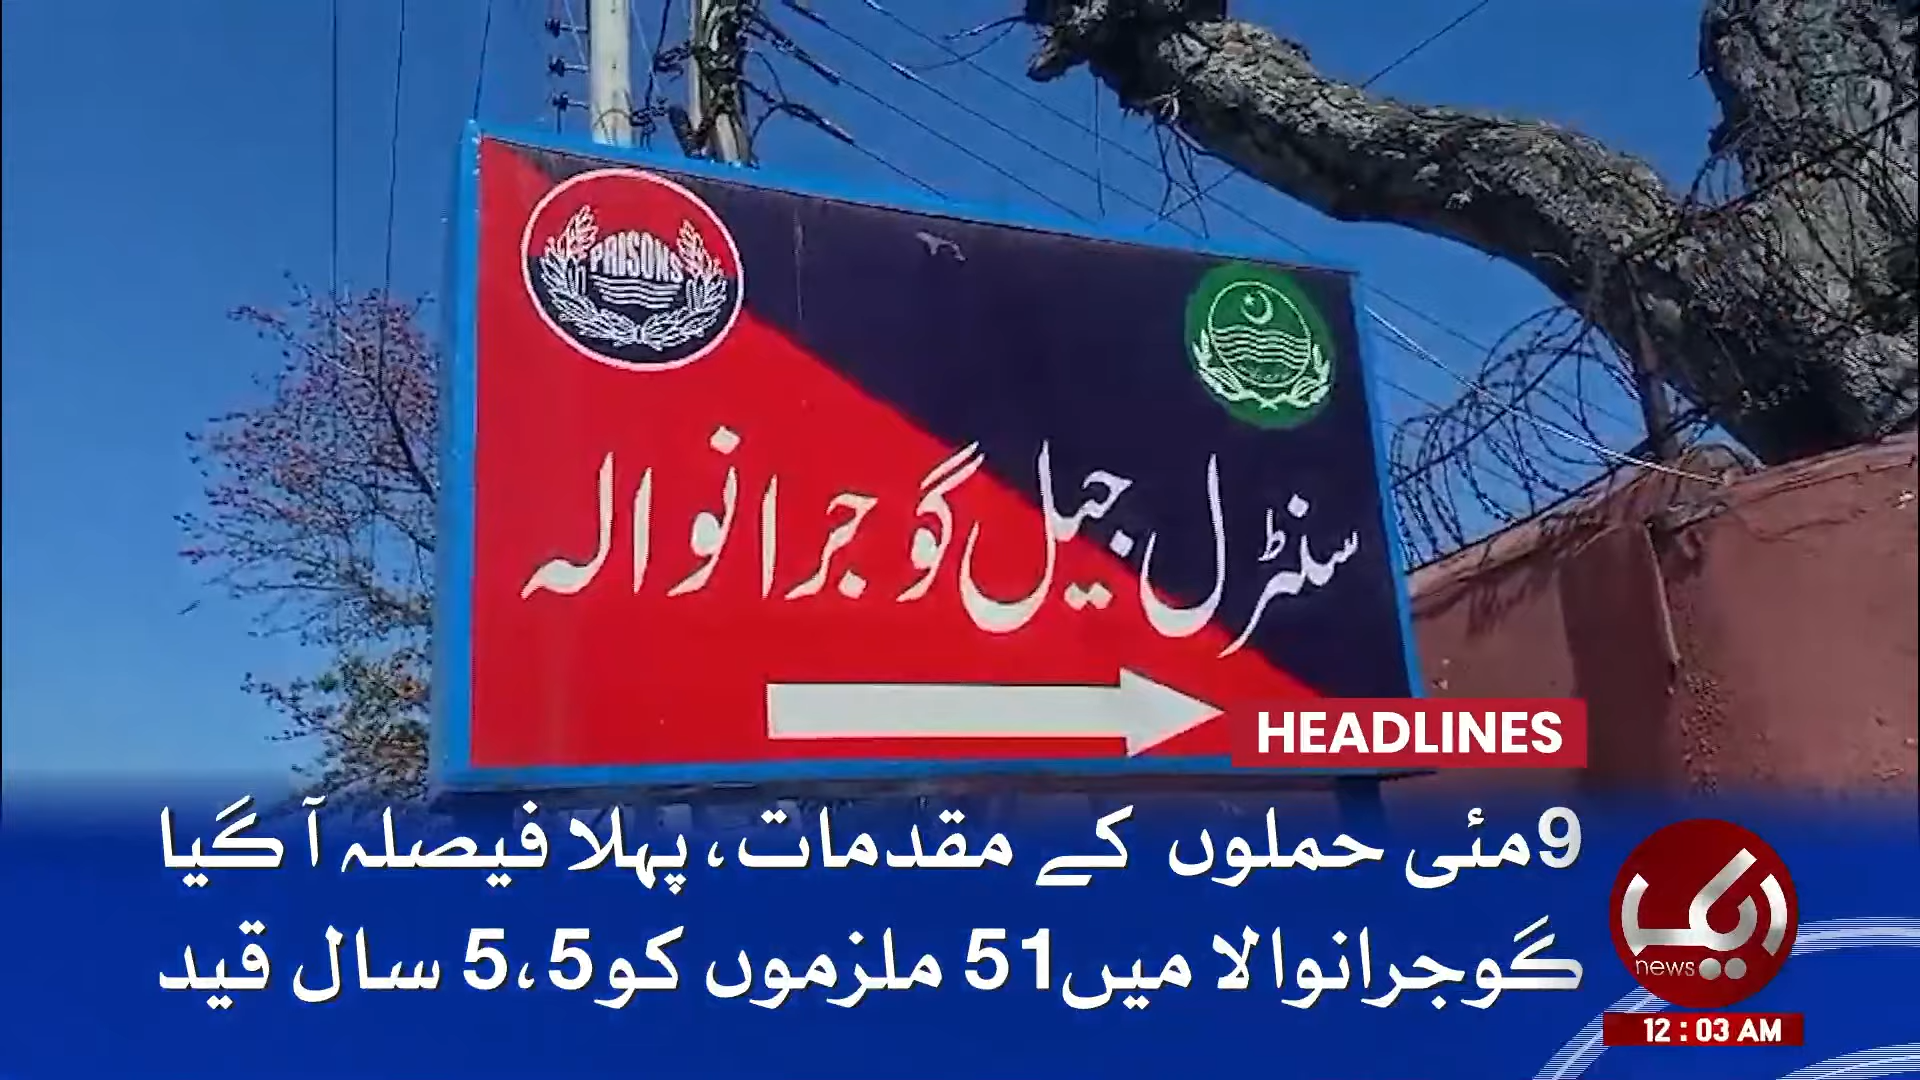 PRISONS
سنٹرل جیل گوجرانوالہ
HEADLINES
9مئی حملوں کے مقدمات، پہلا فیصلہ آ گیا
گوجرانوالا میں51 ملزموں کو5،5 سال قید
ایک
news
12 : 03 AM